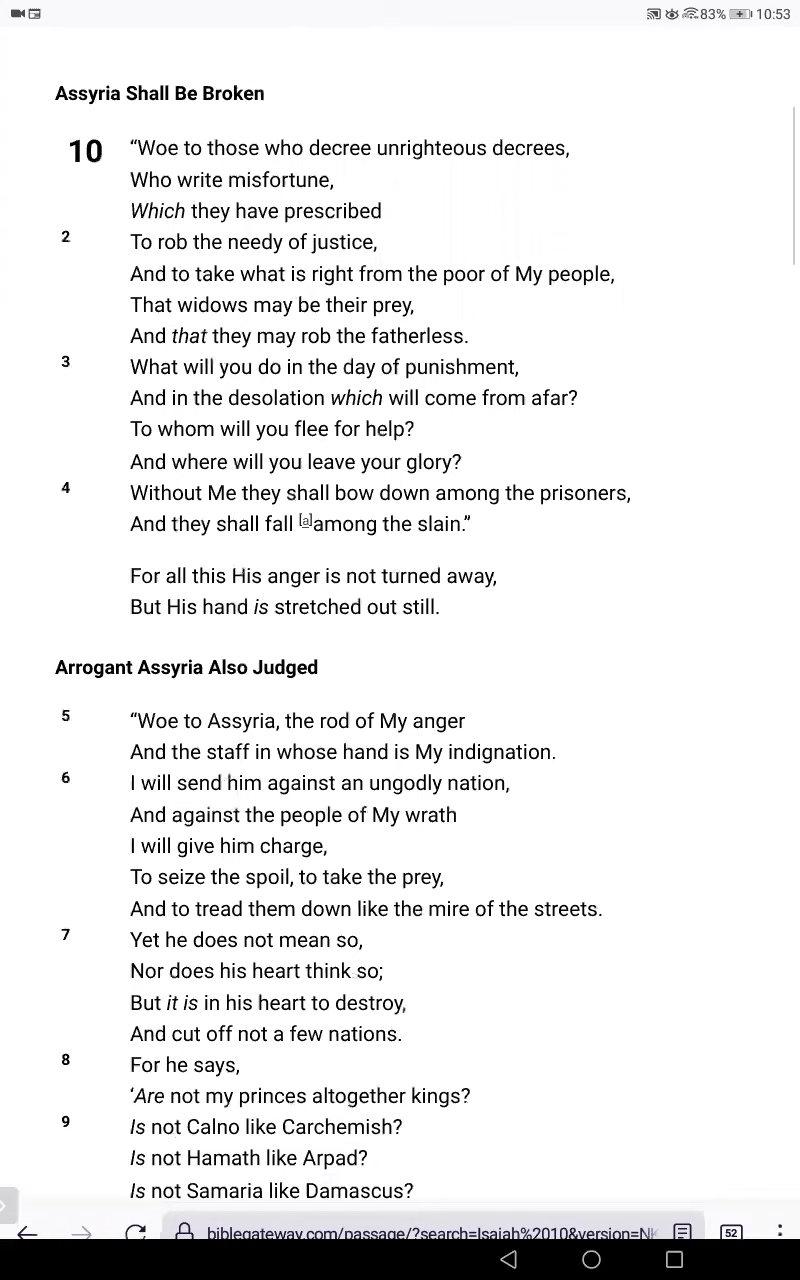 83% 10:53
Assyria Shall Be Broken
10 “Woe to those who decree unrighteous decrees,
Who write misfortune,
Which they have prescribed
2 To rob the needy of justice,
And to take what is right from the poor of My people,
That widows may be their prey,
And that they may rob the fatherless.
3 What will you do in the day of punishment,
And in the desolation which will come from afar?
To whom will you flee for help?
And where will you leave your glory?
4 Without Me they shall bow down among the prisoners,
And they shall fall [a]among the slain.”
For all this His anger is not turned away,
But His hand is stretched out still.
Arrogant Assyria Also Judged
5 “Woe to Assyria, the rod of My anger
And the staff in whose hand is My indignation.
6 I will send him against an ungodly nation,
And against the people of My wrath
I will give him charge,
To seize the spoil, to take the prey,
And to tread them down like the mire of the streets.
7 Yet he does not mean so,
Nor does his heart think so;
But it is in his heart to destroy,
And cut off not a few nations.
8 For he says,
‘Are not my princes altogether kings?
9 Is not Calno like Carchemish?
Is not Hamath like Arpad?
Is not Samaria like Damascus?
biblegateway.com/passage/?search=Isaiah%2010&version=N 52